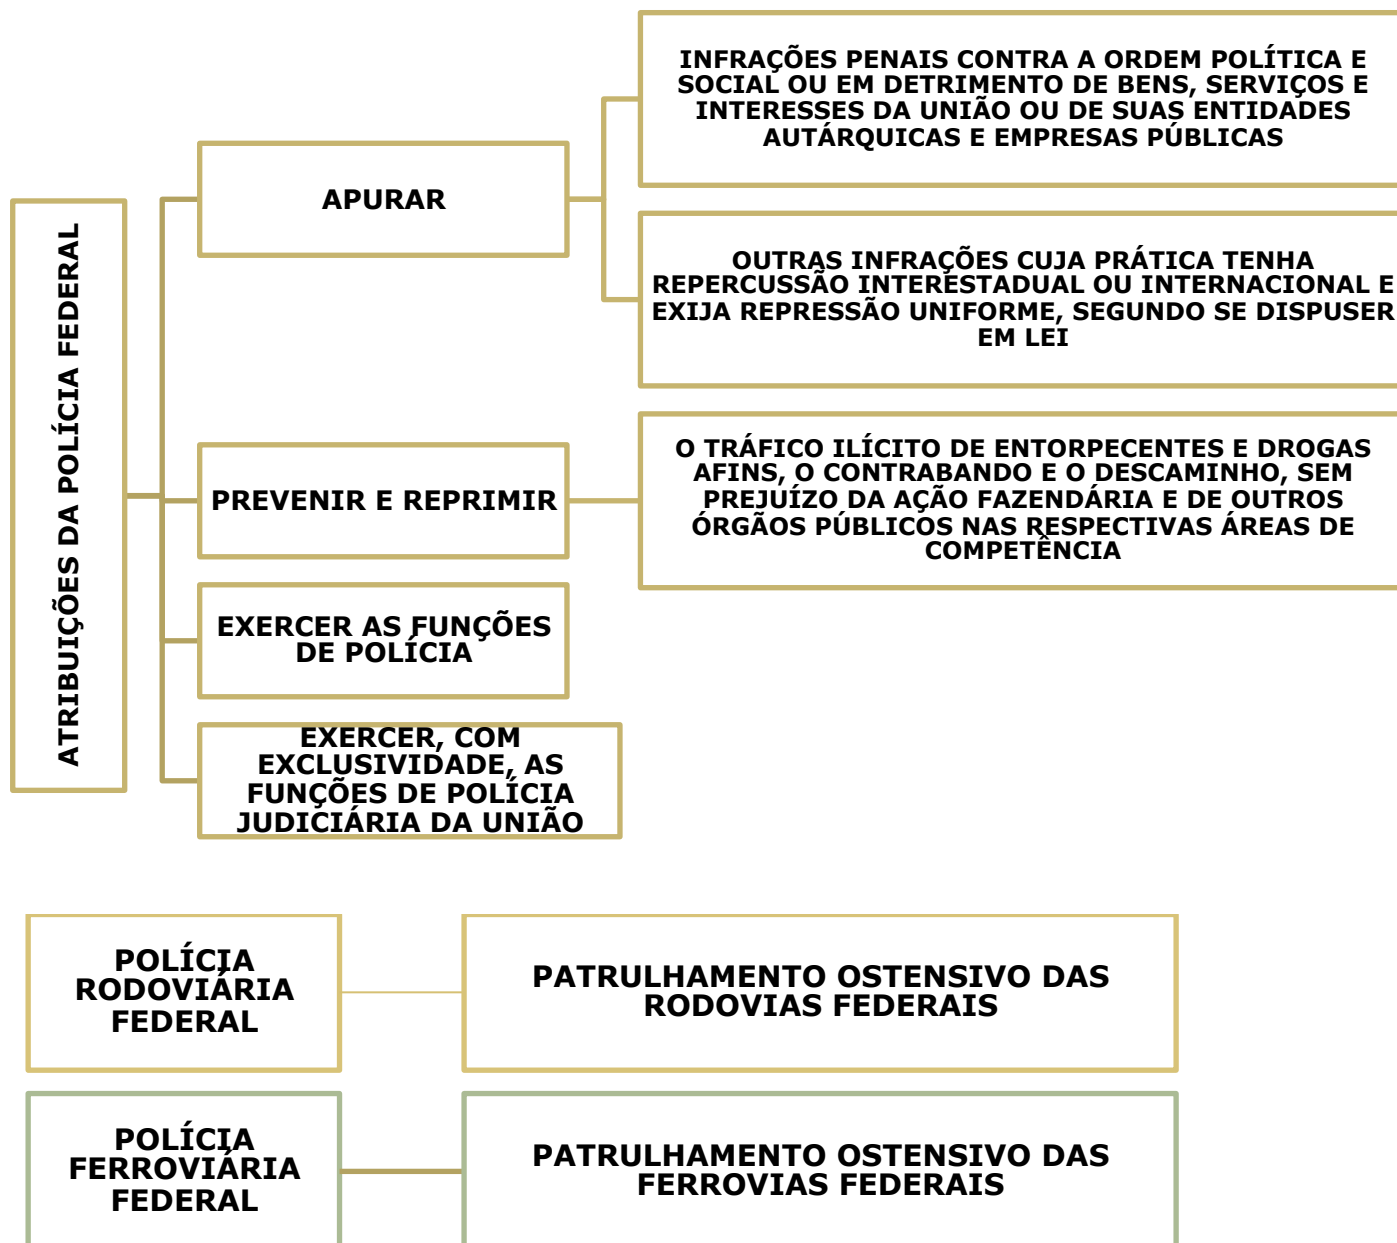 ATRIBUIÇÕES DA POLÍCIA FEDERAL
APURAR
INFRAÇÕES PENAIS CONTRA A ORDEM POLÍTICA E
SOCIAL OU EM DETRIMENTO DE BENS, SERVIÇOS E
INTERESSES DA UNIÃO OU DE SUAS ENTIDADES
AUTÁRQUICAS E EMPRESAS PÚBLICAS
OUTRAS INFRAÇÕES CUJA PRÁTICA TENHA
REPERCUSSÃO INTERESTADUAL OU INTERNACIONAL E
EXIJA REPRESSÃO UNIFORME, SEGUNDO SE DISPUSER
EM LEI
PREVENIR E REPRIMIR
O TRÁFICO ILÍCITO DE ENTORPECENTES E DROGAS
AFINS, O CONTRABANDO E O DESCAMINHO, SEM
PREJUÍZO DA AÇÃO FAZENDÁRIA E DE OUTROS
ÓRGÃOS PÚBLICOS NAS RESPECTIVAS ÁREAS DE
COMPETÊNCIA
EXERCER AS FUNÇÕES
DE POLÍCIA
EXERCER, COM
EXCLUSIVIDADE, AS
FUNÇÕES DE POLÍCIA
JUDICIÁRIA DA UNIÃO
POLÍCIA
RODOVIÁRIA
FEDERAL
PATRULHAMENTO OSTENSIVO DAS
RODOVIAS FEDERAIS
POLÍCIA
FERROVIÁRIA
FEDERAL
PATRULHAMENTO OSTENSIVO DAS
FERROVIAS FEDERAIS